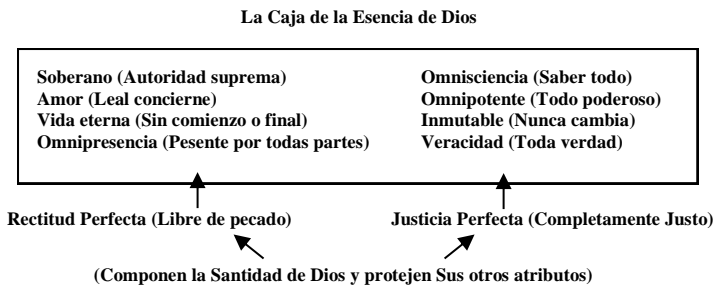 La Caja de la Esencia de Dios
Soberano (Autoridad suprema)
Amor (Leal concierne)
Vida eterna (Sin comienzo o final)
Omnipresencia (Pesente por todas partes)
Omnisciencia (Saber todo)
Omnipotente (Todo poderoso)
Inmutable (Nunca cambia)
Veracidad (Toda verdad)
Rectitud Perfecta (Libre de pecado)
Justicia Perfecta (Completamente Justo)
(Componen la Santidad de Dios y protejen Sus otros atributos)